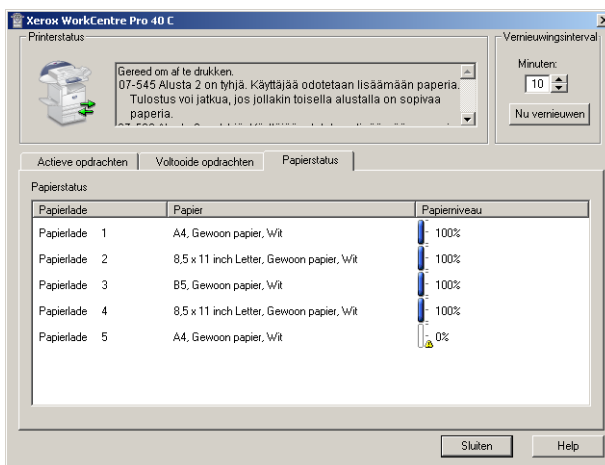 Xerox WorkCentre Pro 40 C
Printerstatus
Gereed om af te drukken.
07-545 Alusta 2 on tyhjä. Käyttäjää odotetaan lisäämään paperia.
Tulostus voi jatkua, jos jollakin toisella alustalla on sopivaa
paperia.
Vernieuwingsinterval
Minuten:
10
Nu vernieuwen
Actieve opdrachten
Voltooide opdrachten
Papierstatus
Papierstatus
Papierlade Papier Papierniveau
Papierlade 1 A4, Gewoon papier, Wit 100%
Papierlade 2 8,5 x 11 inch Letter, Gewoon papier, Wit 100%
Papierlade 3 B5, Gewoon papier, Wit 100%
Papierlade 4 8,5 x 11 inch Letter, Gewoon papier, Wit 100%
Papierlade 5 A4, Gewoon papier, Wit 0%
Sluiten
Help